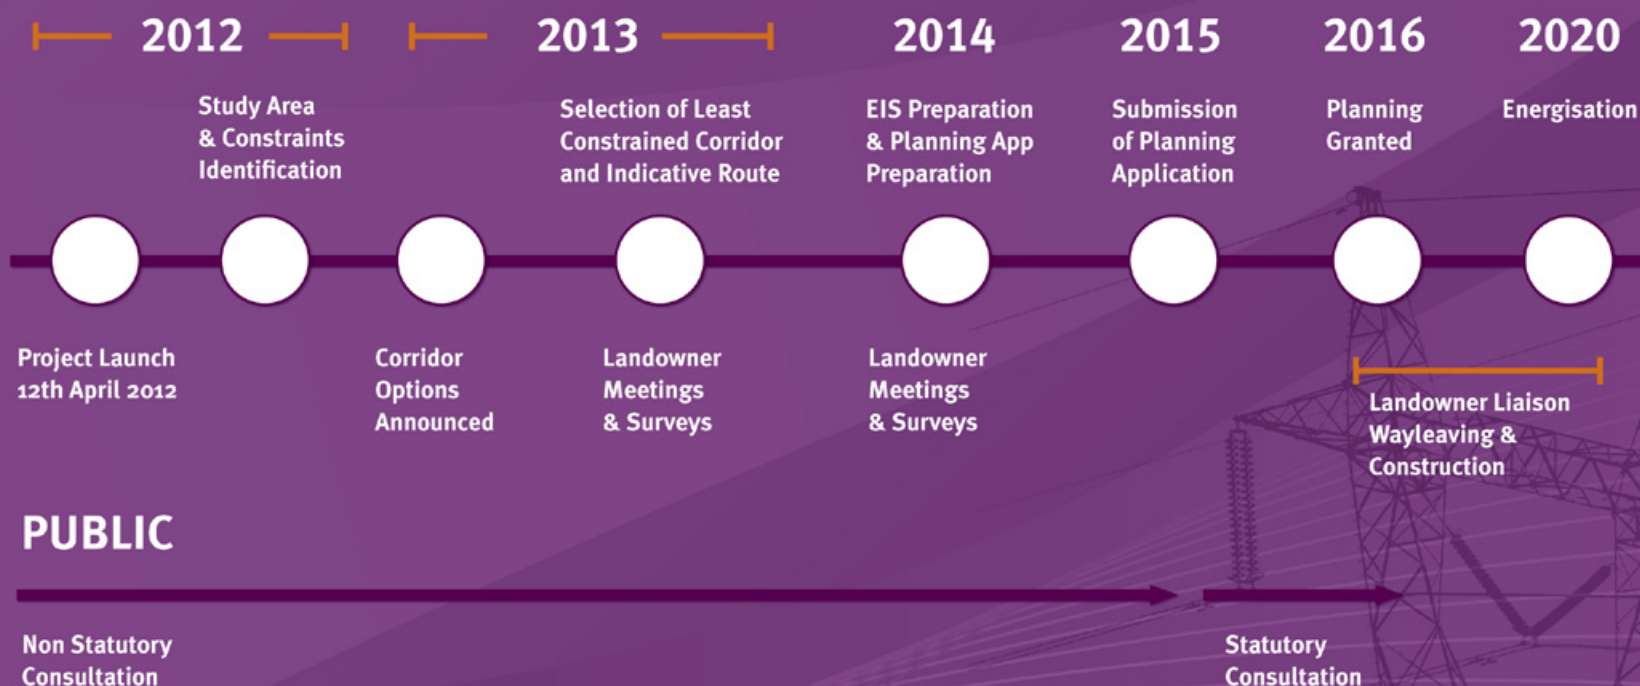 2012
2013
2014
2015
2016
2020
Study Area
& Constraints
Identification
Selection of Least
Constrained Corridor
and Indicative Route
EIS Preparation
& Planning App
Preparation
Submission
of Planning
Application
Planning
Granted
Energisation
Project Launch
12th April 2012
Corridor
Options
Announced
Landowner
Meetings
& Surveys
Landowner
Meetings
& Surveys
Landowner Liaison
Wayleaving &
Construction
PUBLIC
Non Statutory
Consultation
Statutory
Consultation